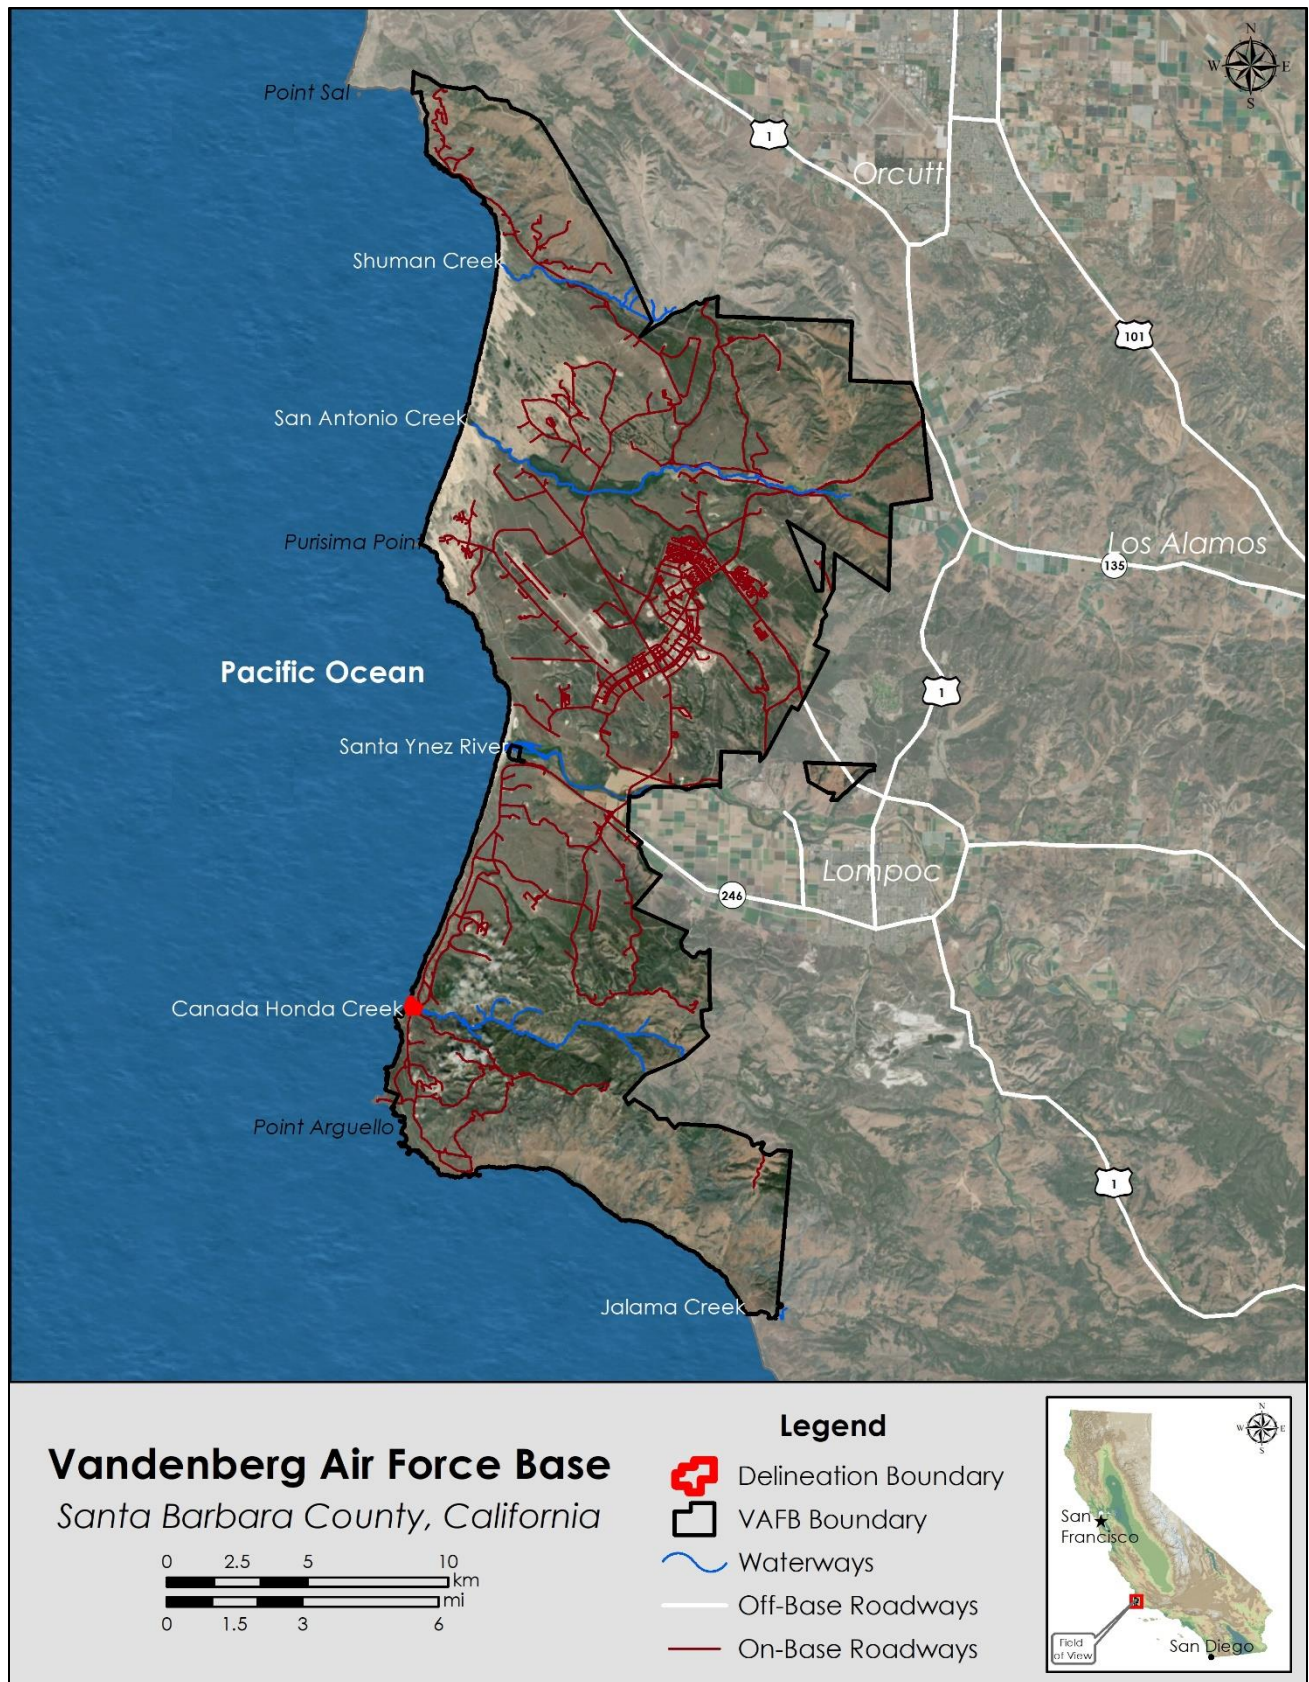 N
W E
S
Point Sal
1
Orcutt
Shuman Creek
101
San Antonio Creek
Purisima Point
Los Alamos
135
Pacific Ocean
1
Santa Ynez River
Lompoc
246
Canada Honda Creek
Point Arguello
1
Jalama Creek
Vandenberg Air Force Base
Santa Barbara County, California
0 2.5 5 10
km
mi
0 1.5 3 6
Legend
Delineation Boundary
VAFB Boundary
Waterways
Off-Base Roadways
On-Base Roadways
N
W E
S
San
Francisco
Field
of View
San Diego